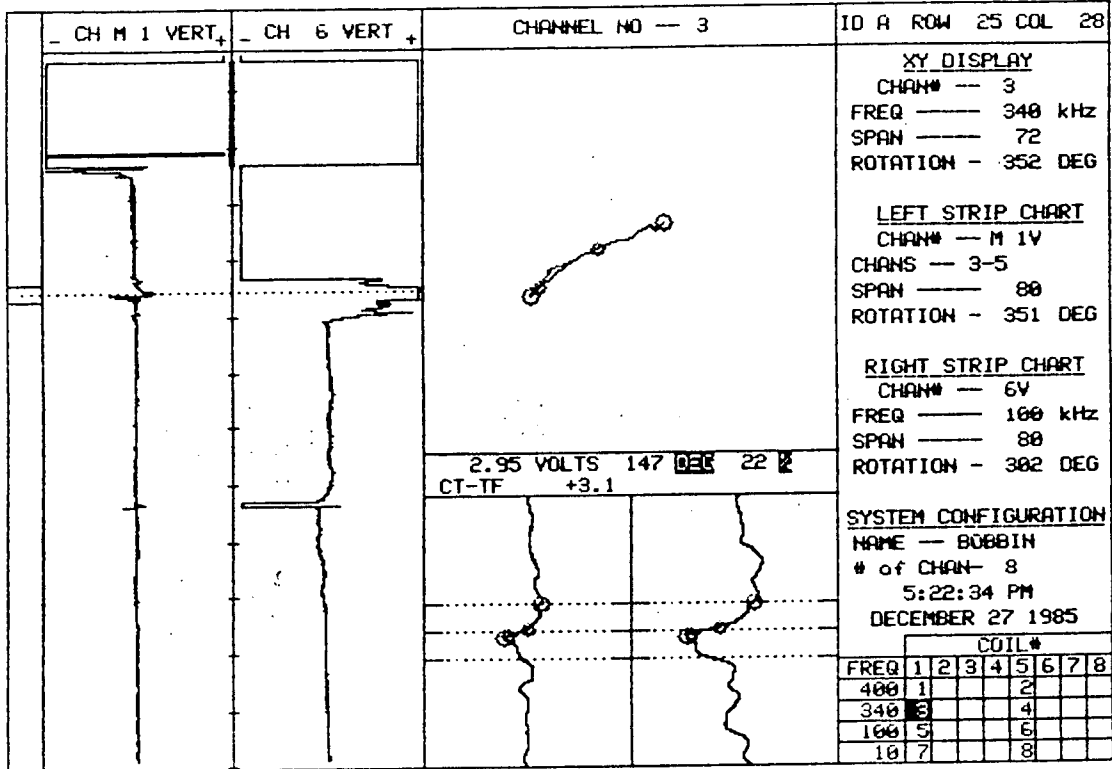 _ CH M 1 VERT +
_ CH 6 VERT +
CHANNEL NO -- 3
2.95 VOLTS 147 DEG 22 %
CT-TF +3.1
ID A ROW 25 COL 28
XY DISPLAY
CHAN# -- 3
FREQ ----- 340 kHz
SPAN ----- 72
ROTATION - 352 DEG
LEFT STRIP CHART
CHAN# -- M 1V
CHANS -- 3-5
SPAN ----- 80
ROTATION - 351 DEG
RIGHT STRIP CHART
CHAN# -- 6V
FREQ ----- 100 kHz
SPAN ----- 80
ROTATION - 302 DEG
SYSTEM CONFIGURATION
NAME -- BOBBIN
# of CHAN- 8
5:22:34 PM
DECEMBER 27 1985
COIL#
FREQ 1 2 3 4 5 6 7 8
400 1 2
340 3 4
100 5 6
10 7 8